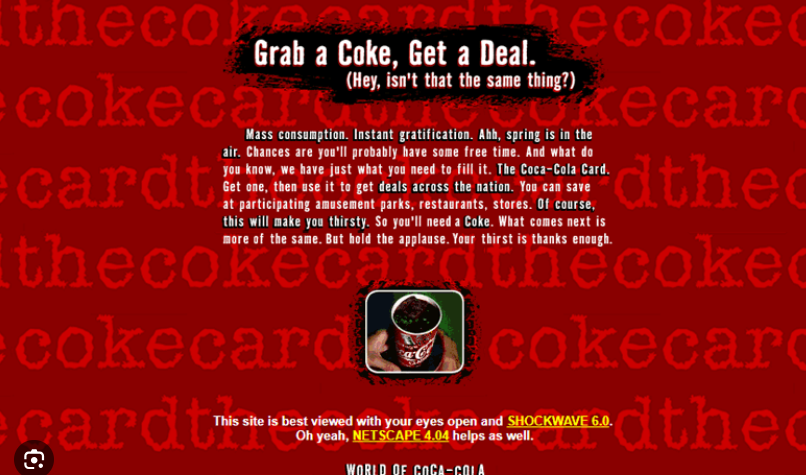 thecokecardthecokecardthecoke
Grab a Coke, Get a Deal.
(Hey, isn't that the same thing?)
ecokecardthecokecardthecokecar
Mass consumption. Instant gratification. Ahh, spring is in the
air. Chances are you'll probably have some free time. And what do
you know, we have just what you need to fill it. The Coca-Cola Card.
Get one, then use it to get deals across the nation. You can save
at participating amusement parks, restaurants, stores. Of course,
this will make you thirsty. So you'll need a Coke. What comes next is
more of the same. But hold the applause. Your thirst is thanks enough.
Coca-Cola
This site is best viewed with your eyes open and SHOCKWAVE 6.0.
Oh yeah, NETSCAPE 4.04 helps as well.
WORLD OF COCA-COLA